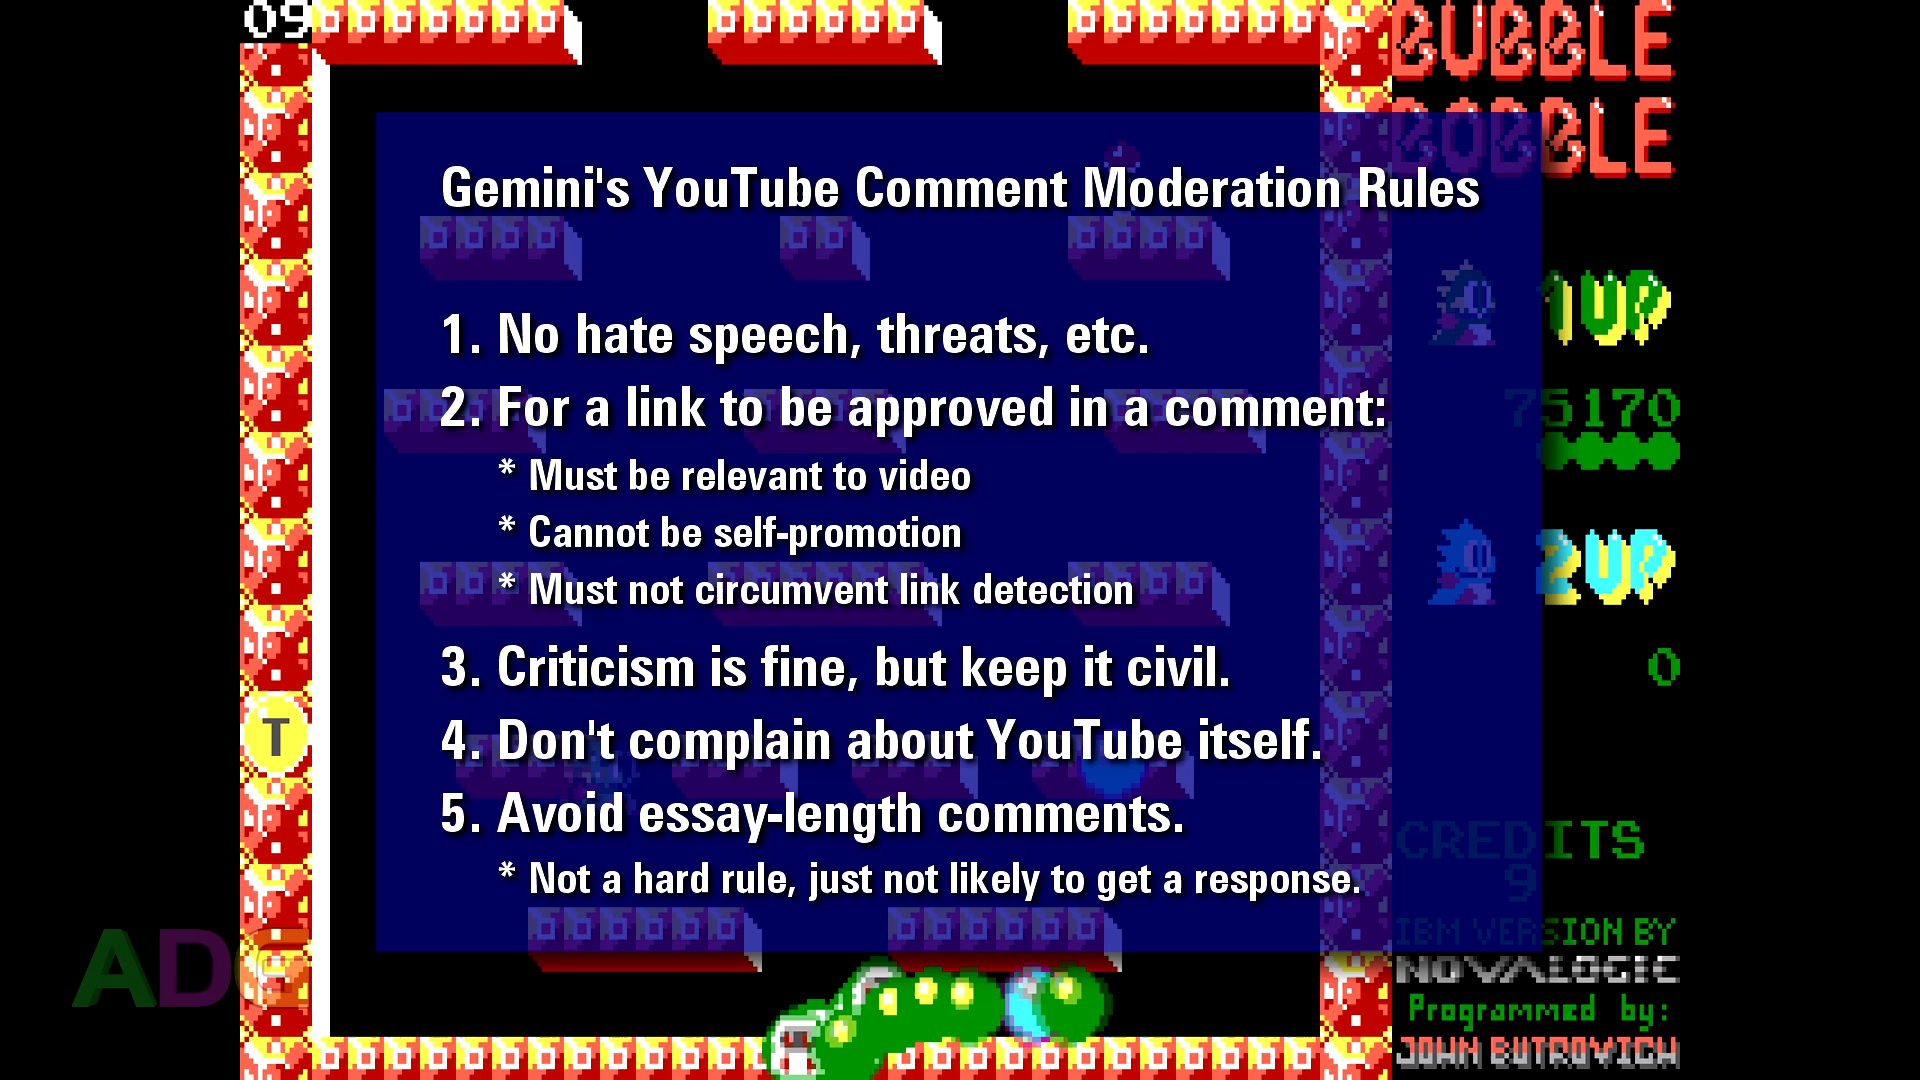 09
BUBBLE
BOBBLE
Gemini's YouTube Comment Moderation Rules
1. No hate speech, threats, etc.
2. For a link to be approved in a comment:
* Must be relevant to video
* Cannot be self-promotion
* Must not circumvent link detection
3. Criticism is fine, but keep it civil.
4. Don't complain about YouTube itself.
5. Avoid essay-length comments.
* Not a hard rule, just not likely to get a response.
1UP
75170
2UP
0
T
CREDITS
9
IBM VERSION BY
NOVALOGIC
Programmed by:
JOHN BUTROVICH
ADG